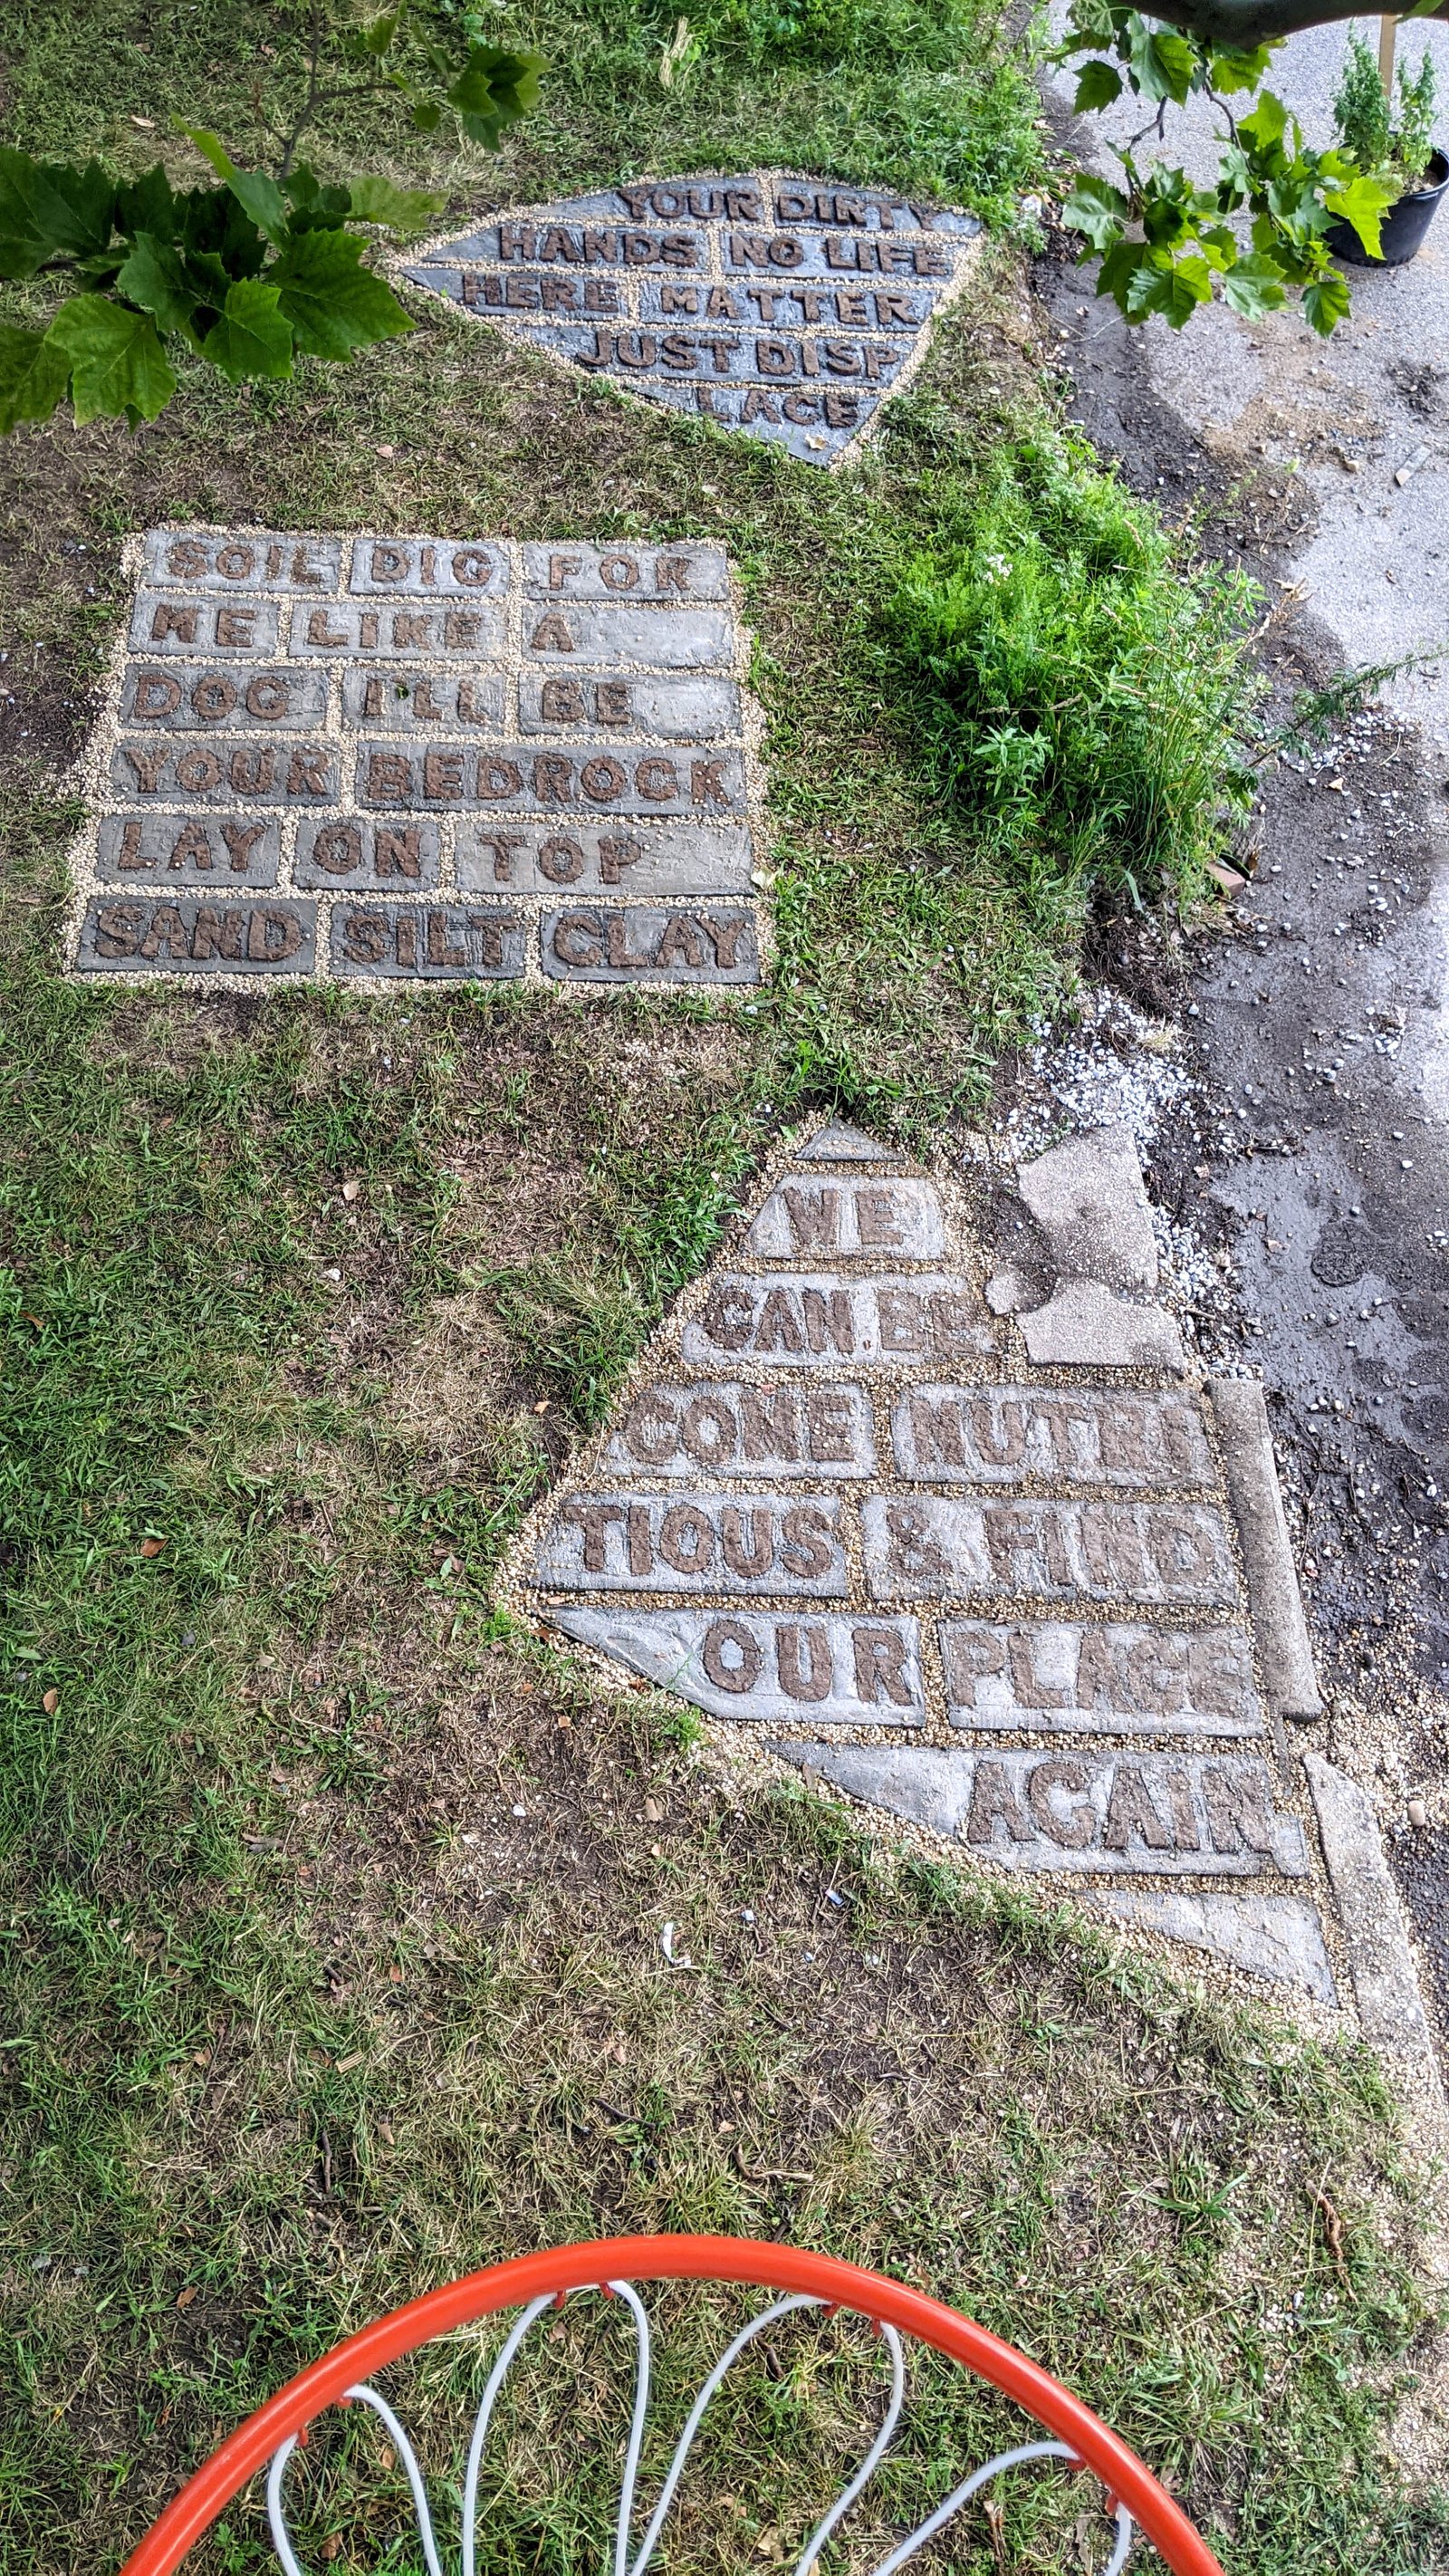 YOUR DIRTY
HANDS NO LIFE
HERE MATTER
JUST DISP
LACE
SOIL DIG FOR
ME LIKE A
DOG I'LL BE
YOUR BEDROCK
LAY ON TOP
SAND SILT CLAY
WE
CAN BE
COME NUTRI
TIOUS & FIND
OUR PLACE
AGAIN